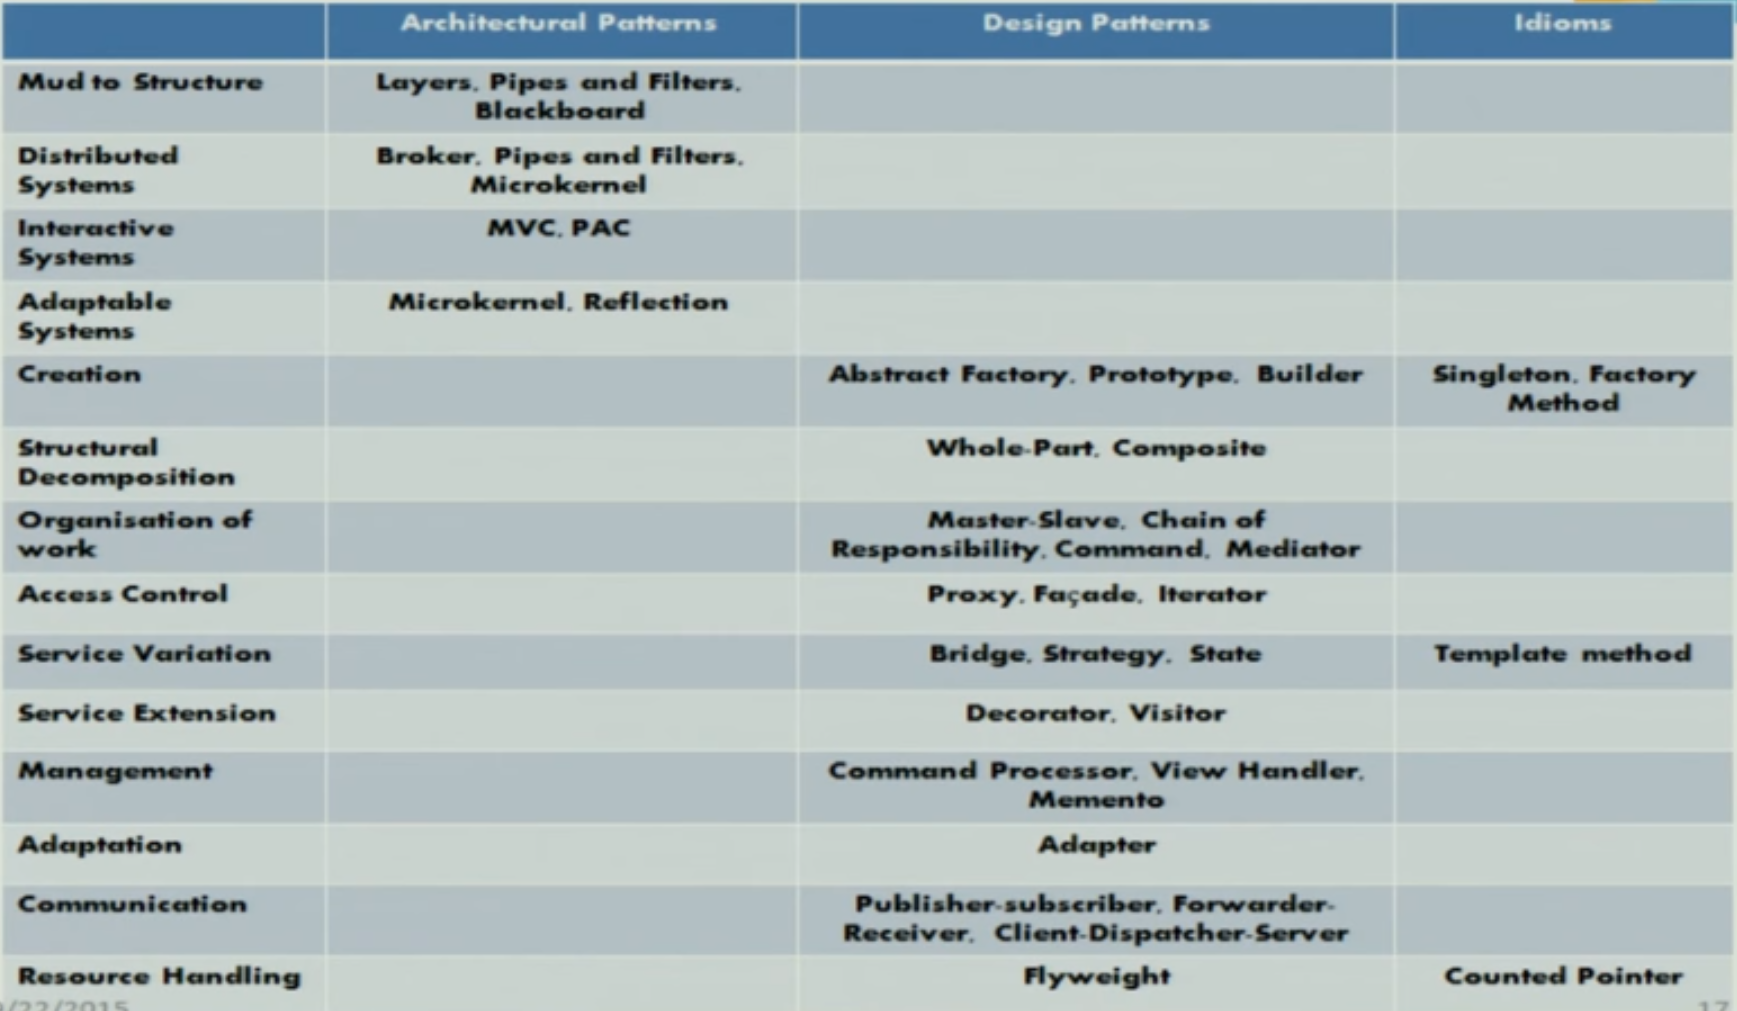 Architectural Patterns Design Patterns Idioms
Mud to Structure Layers, Pipes and Filters,
Blackboard
Distributed Broker, Pipes and Filters,
Systems Microkernel
Interactive MVC, PAC
Systems
Adaptable Microkernel, Reflection
Systems
Creation Abstract Factory, Prototype, Builder Singleton, Factory
Method
Structural Whole-Part, Composite
Decomposition
Organisation of Master-Slave, Chain of
work Responsibility, Command, Mediator
Access Control Proxy, Façade, Iterator
Service Variation Bridge, Strategy, State Template method
Service Extension Decorator, Visitor
Management Command Processor, View Handler,
Memento
Adaptation Adapter
Communication Publisher-subscriber, Forwarder-
Receiver, Client-Dispatcher-Server
Resource Handling Flyweight Counted Pointer
/22/2015 17